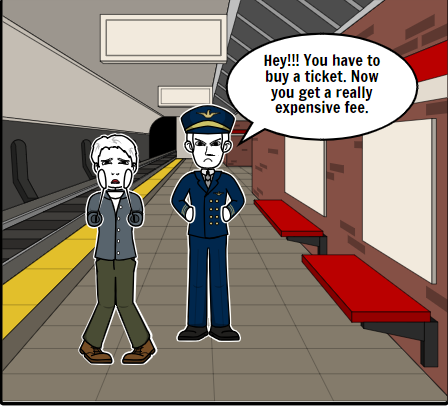 Hey!!! You have to
buy a ticket. Now
you get a really
expensive fee.